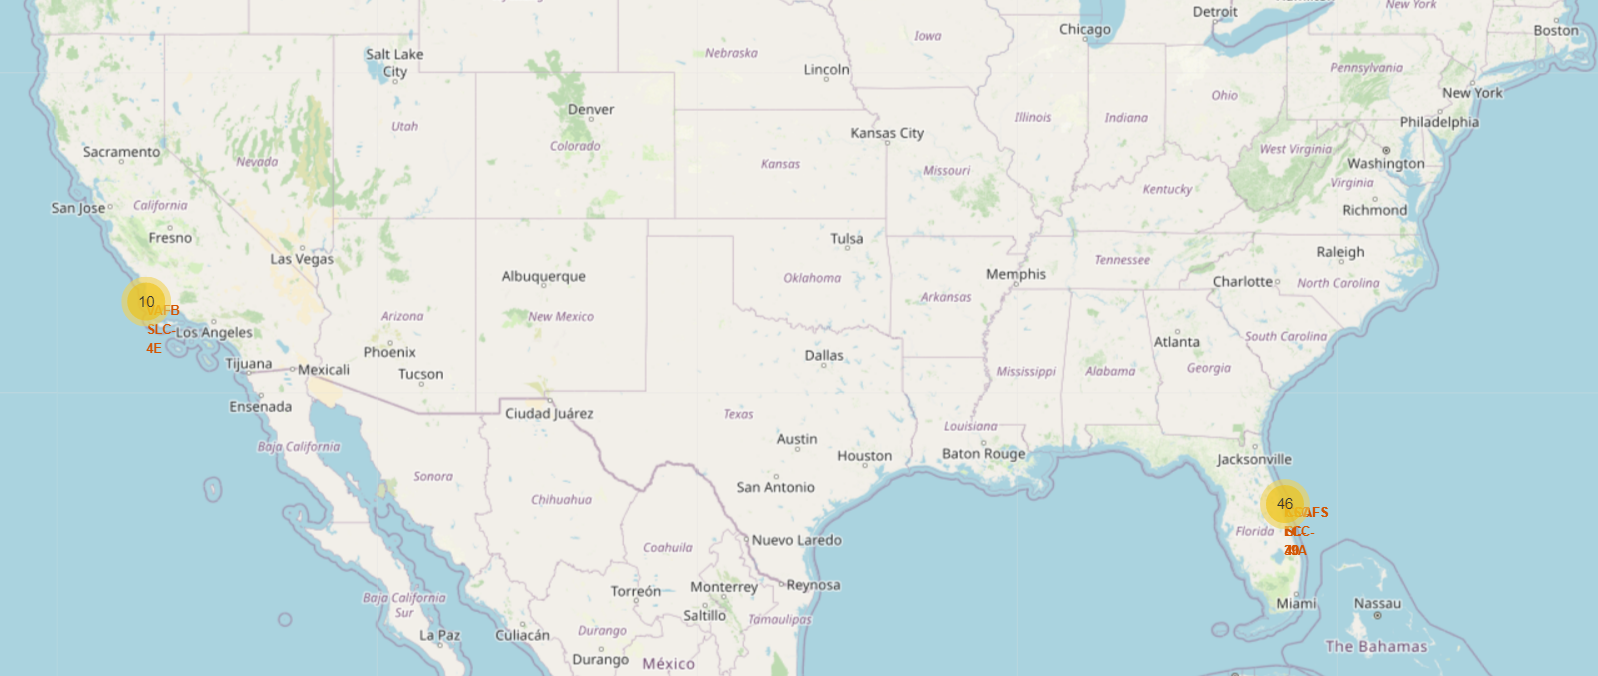 Detroit
New York
Chicago
Boston
Iowa
Salt Lake
City
Nebraska
Lincoln
Pennsylvania
New York
Ohio
Denver
Utah
Illinois
Indiana
Philadelphia
Kansas City
Colorado
Sacramento
Nevada
Kansas
Missouri
West Virginia
Washington
Kentucky
Virginia
San Jose
California
Richmond
Fresno
Tulsa
Las Vegas
Raleigh
Tennessee
Albuquerque
Oklahoma
Memphis
Charlotte
North Carolina
Arkansas
10
VAFB
SLC-
4E
Los Angeles
Arizona
New Mexico
South Carolina
Phoenix
Dallas
Atlanta
Tijuana
Mexicali
Tucson
Mississippi
Alabama
Georgia
Ensenada
Ciudad Juárez
Texas
Louisiana
Baja California
Austin
Houston
Baton Rouge
Jacksonville
Sonora
Chihuahua
San Antonio
46
Florida
Nuevo Laredo
Coahuila
Torreón
Monterrey
Reynosa
Baja California
Sur
Saltillo
Tamaulipas
Miami
Nassau
La Paz
Culiacán
Durango
Durango
México
The Bahamas